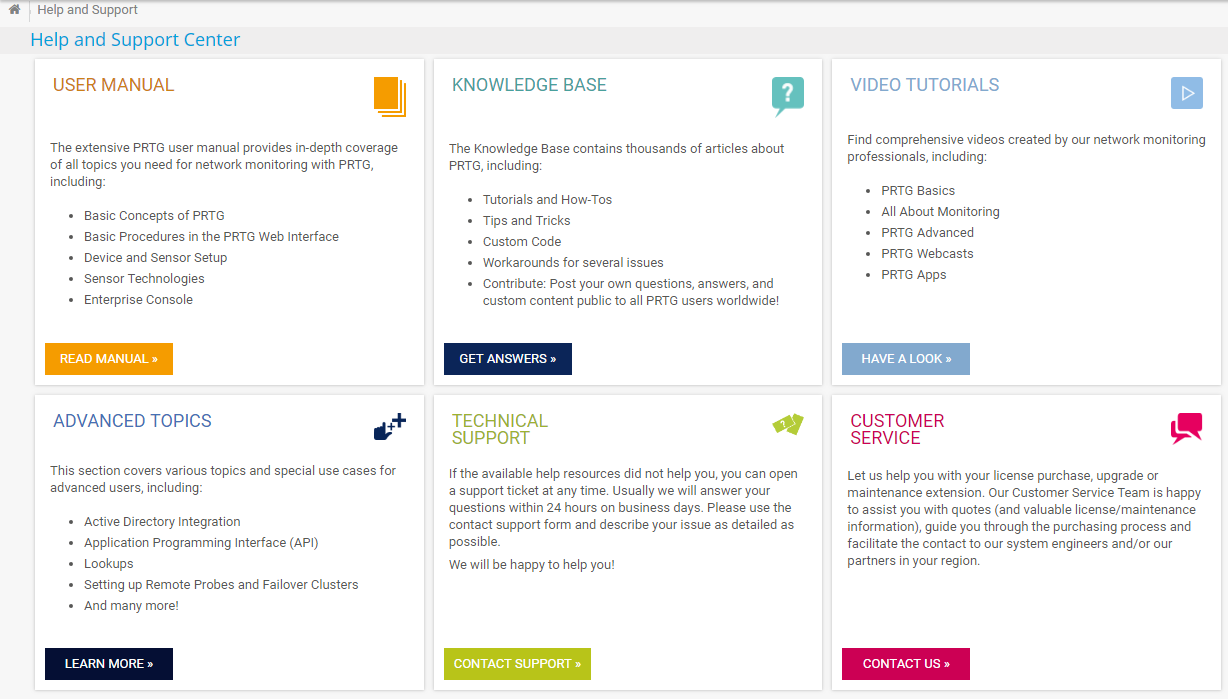 Help and Support
Help and Support Center
USER MANUAL
The extensive PRTG user manual provides in-depth coverage
of all topics you need for network monitoring with PRTG,
including:
Basic Concepts of PRTG
Basic Procedures in the PRTG Web Interface
Device and Sensor Setup
Sensor Technologies
Enterprise Console
READ MANUAL »
KNOWLEDGE BASE
?
The Knowledge Base contains thousands of articles about
PRTG, including:
Tutorials and How-Tos
Tips and Tricks
Custom Code
Workarounds for several issues
Contribute: Post your own questions, answers, and
custom content public to all PRTG users worldwide!
GET ANSWERS »
VIDEO TUTORIALS
Find comprehensive videos created by our network monitoring
professionals, including:
PRTG Basics
All About Monitoring
PRTG Advanced
PRTG Webcasts
PRTG Apps
HAVE A LOOK »
ADVANCED TOPICS
This section covers various topics and special use cases for
advanced users, including:
Active Directory Integration
Application Programming Interface (API)
Lookups
Setting up Remote Probes and Failover Clusters
And many more!
LEARN MORE »
TECHNICAL
SUPPORT
?
If the available help resources did not help you, you can open
a support ticket at any time. Usually we will answer your
questions within 24 hours on business days. Please use the
contact support form and describe your issue as detailed as
possible.
We will be happy to help you!
CONTACT SUPPORT »
CUSTOMER
SERVICE
Let us help you with your license purchase, upgrade or
maintenance extension. Our Customer Service Team is happy
to assist you with quotes (and valuable license/maintenance
information), guide you through the purchasing process and
facilitate the contact to our system engineers and/or our
partners in your region.
CONTACT US »